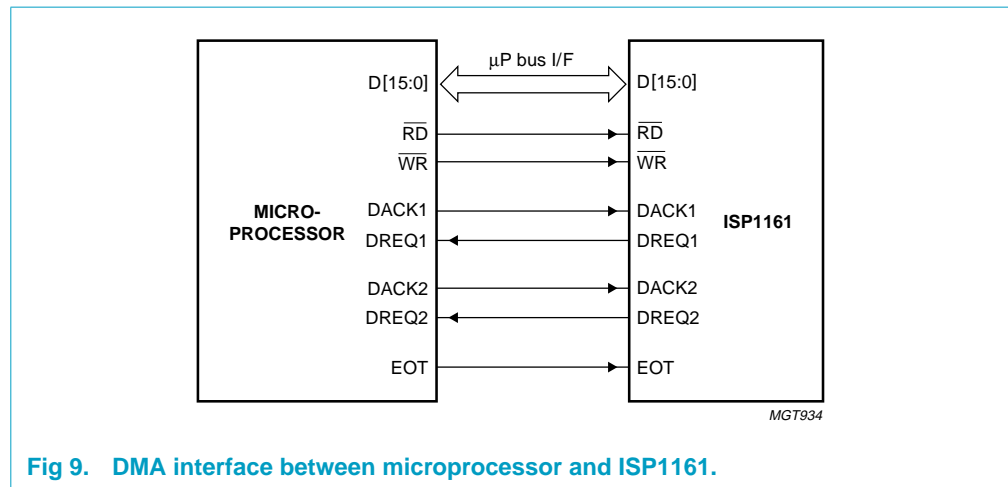 µP bus I/F
D[15:0] D[15:0]
RD RD
WR WR
MICRO-
PROCESSOR
ISP1161
DACK1 DACK1
DREQ1 DREQ1
DACK2 DACK2
DREQ2 DREQ2
EOT EOT
MGT934
Fig 9. DMA interface between microprocessor and ISP1161.